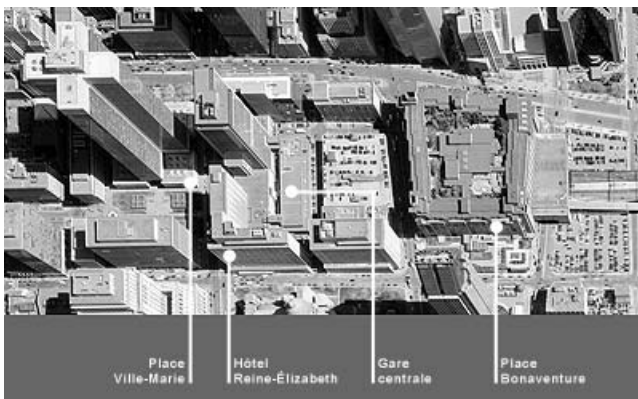 Place
Ville-Marie
Hôtel
Reine-Élizabeth
Gare
centrale
Place
Bonaventure